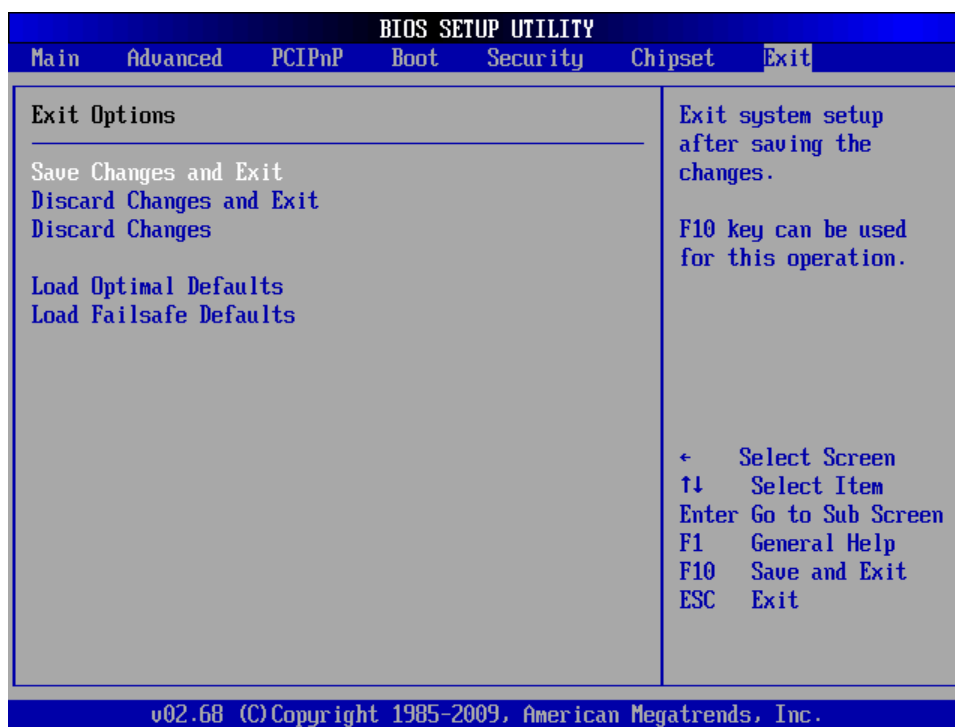 BIOS SETUP UTILITY
Main Advanced PCIPnP Boot Security Chipset Exit
Exit Options
Save Changes and Exit
Discard Changes and Exit
Discard Changes
Load Optimal Defaults
Load Failsafe Defaults
Exit system setup
after saving the
changes.
F10 key can be used
for this operation.
← Select Screen
↑↓ Select Item
Enter Go to Sub Screen
F1 General Help
F10 Save and Exit
ESC Exit
v02.68 (C)Copyright 1985-2009, American Megatrends, Inc.